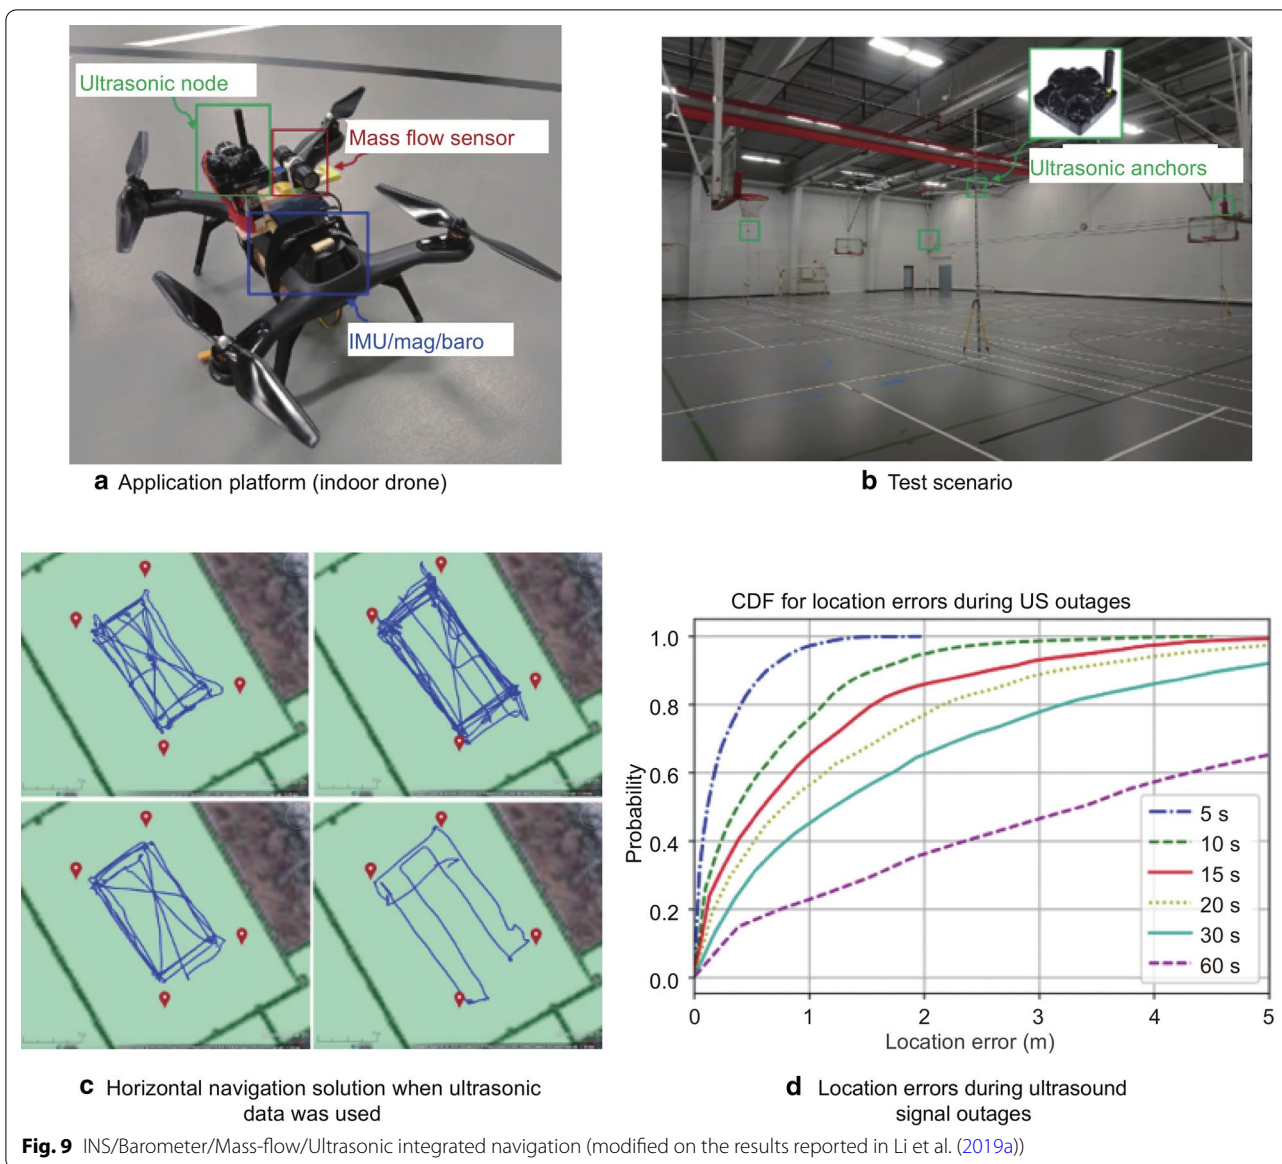 Ultrasonic node
Mass flow sensor
IMU/mag/baro
a Application platform (indoor drone)
Ultrasonic anchors
b Test scenario
c Horizontal navigation solution when ultrasonic
data was used
CDF for location errors during US outages
Probability
1.0
0.8
0.6
0.4
0.2
0.0
0 1 2 3 4 5
Location error (m)
5 s
10 s
15 s
20 s
30 s
60 s
d Location errors during ultrasound
signal outages
Fig. 9 INS/Barometer/Mass-flow/Ultrasonic integrated navigation (modified on the results reported in Li et al. (2019a))